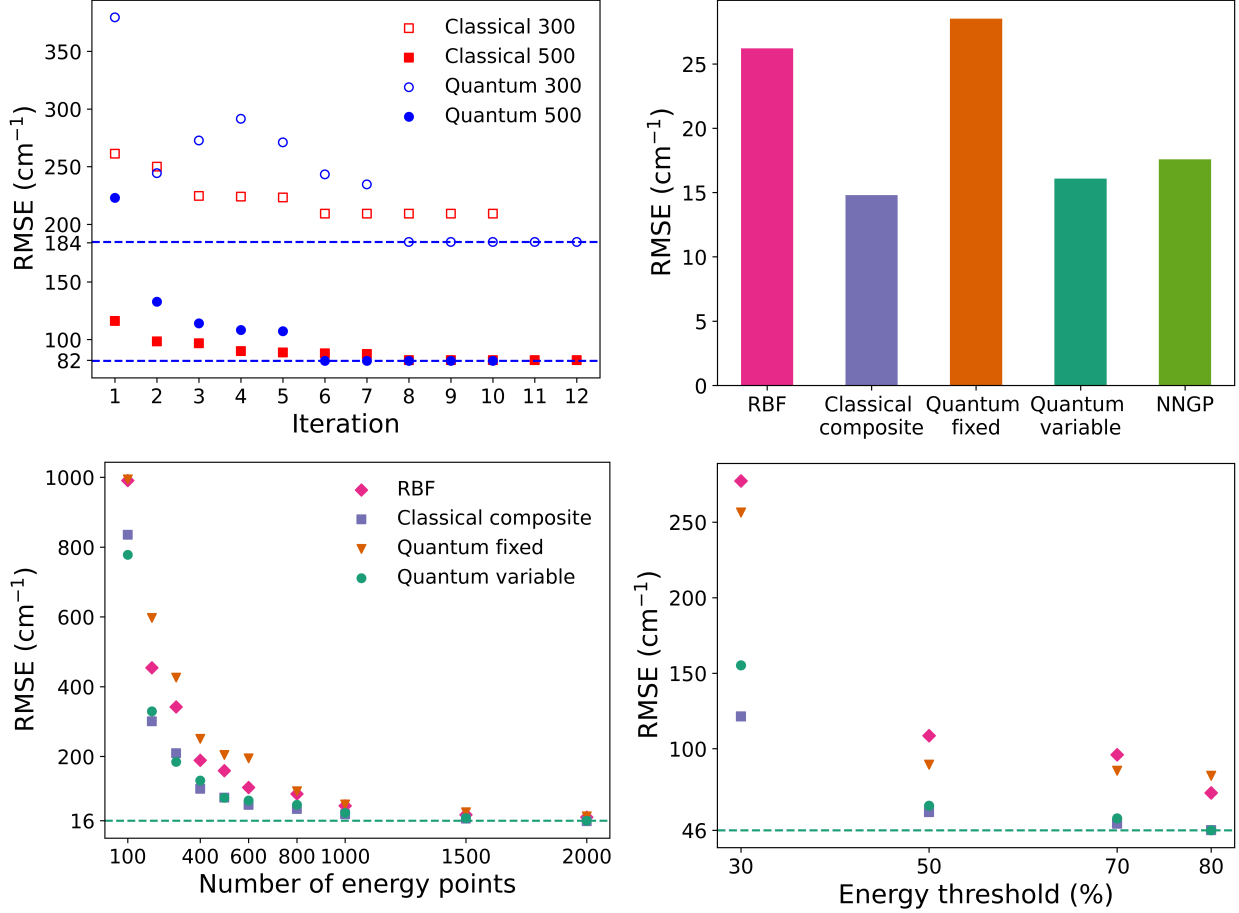 RMSE (cm⁻¹)
350
300
250
200
184
150
100
82
Classical 300
Classical 500
Quantum 300
Quantum 500
1 2 3 4 5 6 7 8 9 10 11 12
Iteration
RMSE (cm⁻¹)
25
20
15
10
5
0
RBF Classical Quantum Quantum NNGP
composite fixed variable
RMSE (cm⁻¹)
1000
800
600
400
200
16
RBF
Classical composite
Quantum fixed
Quantum variable
100 400 600 800 1000 1500 2000
Number of energy points
RMSE (cm⁻¹)
250
200
150
100
46
30 50 70 80
Energy threshold (%)